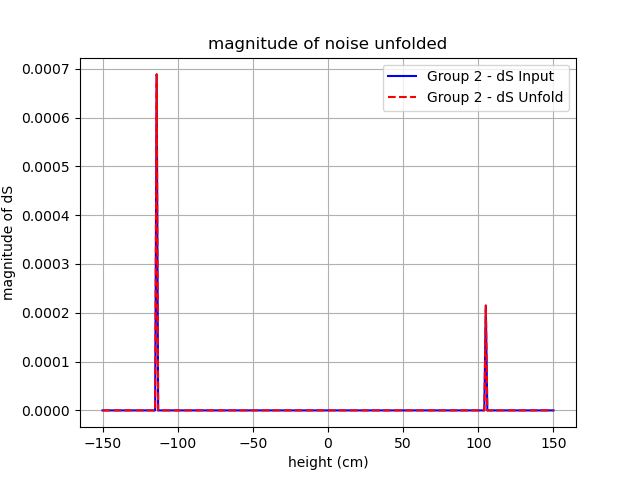 magnitude of noise unfolded
Group 2 - dS Input
Group 2 - dS Unfold
magnitude of dS
0.0007
0.0006
0.0005
0.0004
0.0003
0.0002
0.0001
0.0000
−150 −100 −50 0 50 100 150
height (cm)